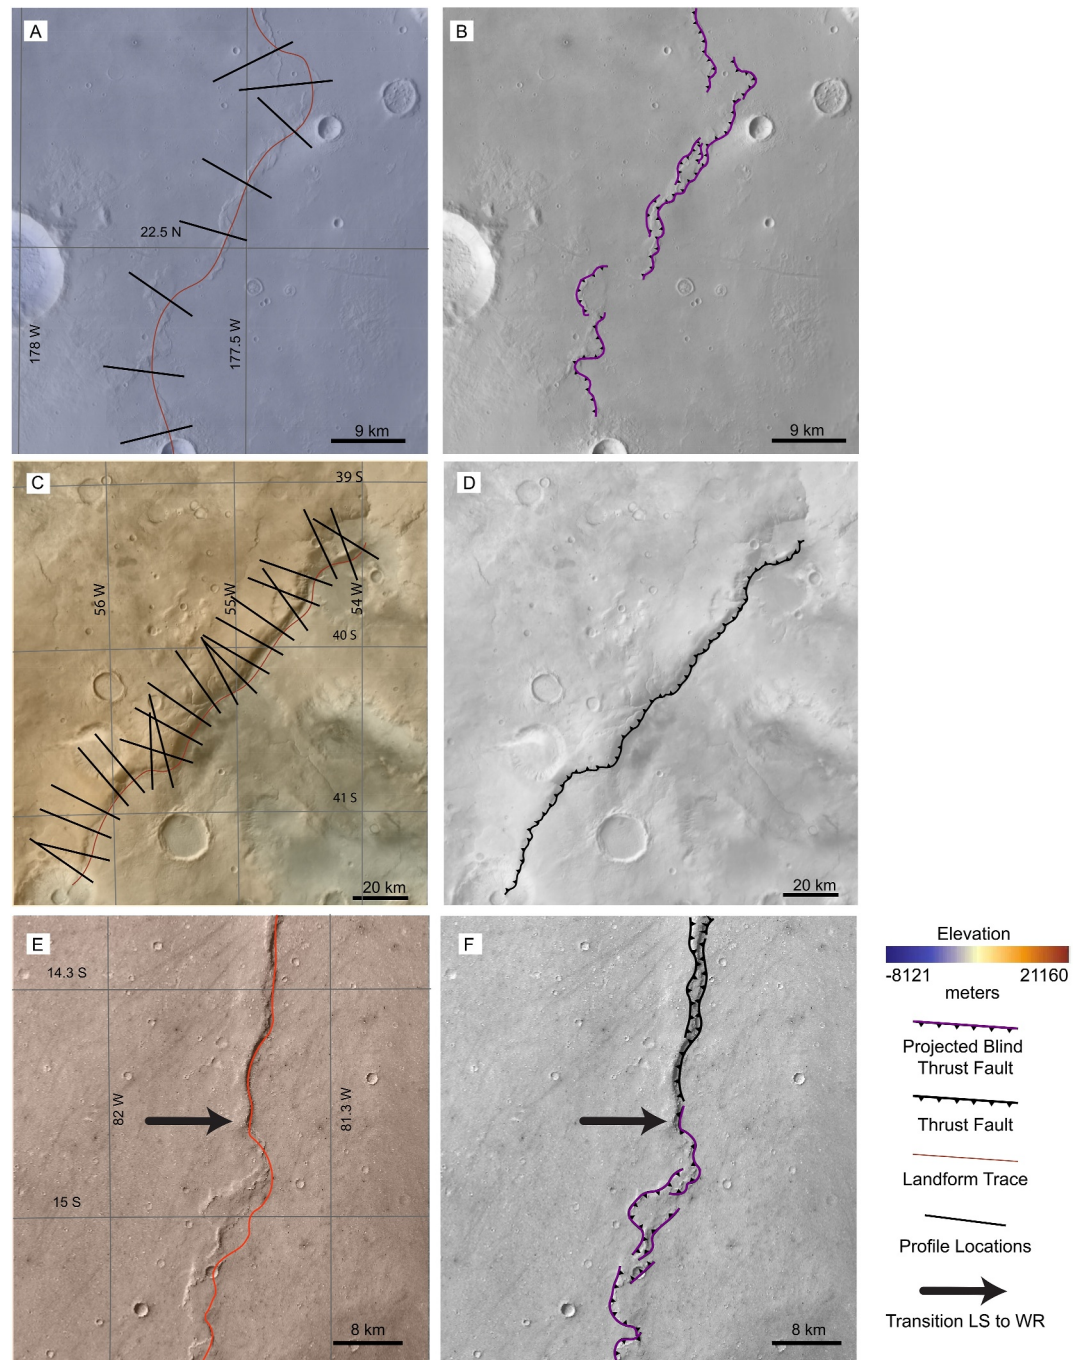 A
22.5 N
178 W
177.5 W
9 km
B
9 km
C
39 S
56 W
55 W
54 W
40 S
41 S
20 km
D
20 km
E
14.3 S
82 W
81.3 W
15 S
8 km
F
8 km
Elevation
-8121 21160
meters
Projected Blind
Thrust Fault
Thrust Fault
Landform Trace
Profile Locations
Transition LS to WR